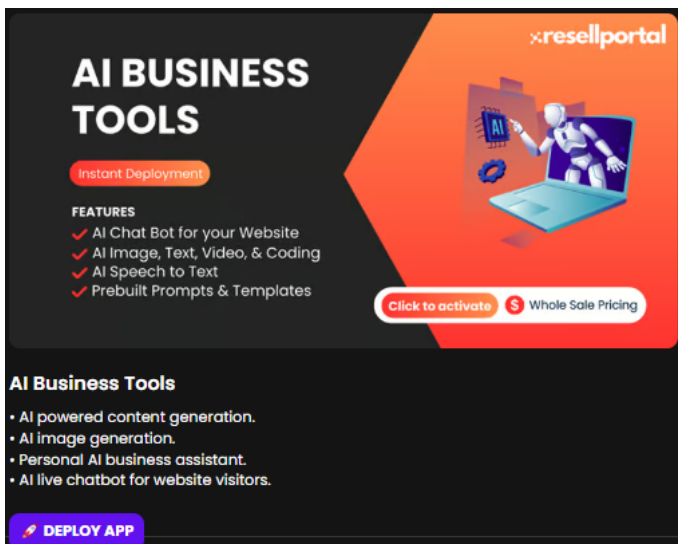 resellportal
AI BUSINESS
TOOLS
Instant Deployment
FEATURES
AI Chat Bot for your Website
AI Image, Text, Video, & Coding
AI Speech to Text
Prebuilt Prompts & Templates
AI
Click to activate $ Whole Sale Pricing
AI Business Tools
• AI powered content generation.
• AI image generation.
• Personal AI business assistant.
• AI live chatbot for website visitors.
🚀 DEPLOY APP